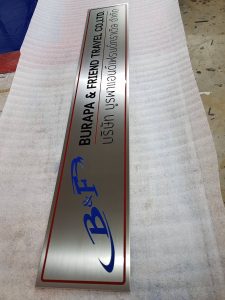 B&F
BURAPA & FRIEND TRAVEL CO.,LTD.
บริษัท บูรพาแอนด์เฟรนด์ทราเวิล จำกัด